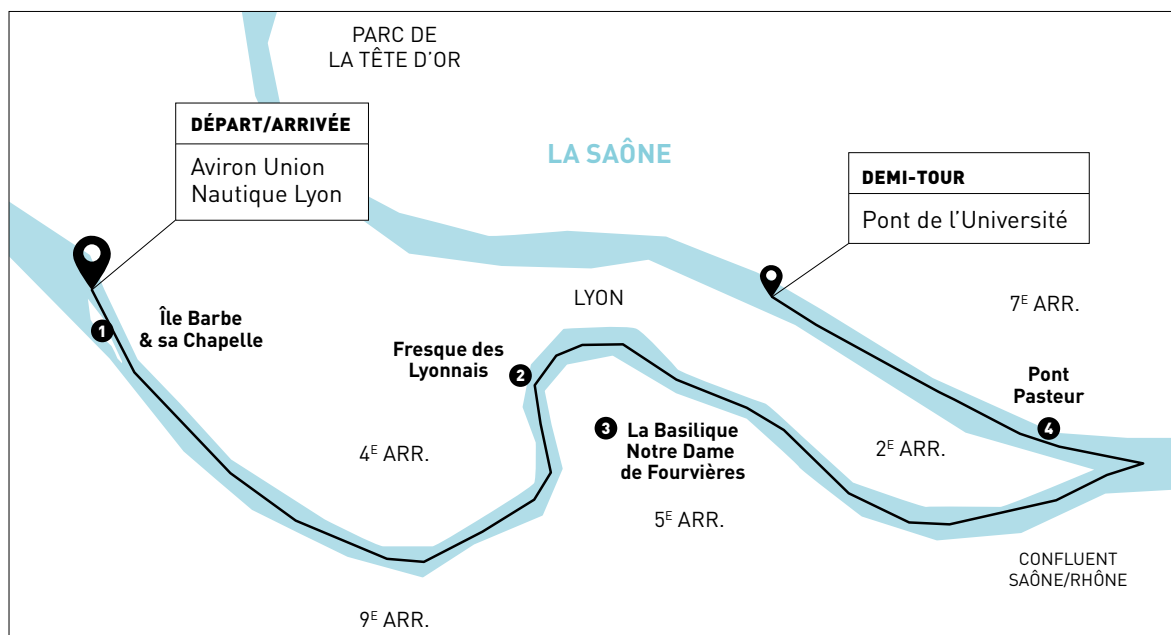 PARC DE
LA TÊTE D'OR
DÉPART/ARRIVÉE
Aviron Union
Nautique Lyon
LA SAÔNE
DEMI-TOUR
Pont de l'Université
LYON
7E ARR.
1
Île Barbe
& sa Chapelle
Fresque des
Lyonnais
2
Pont
Pasteur
4
3
La Basilique
Notre Dame
de Fourvières
4E ARR.
2E ARR.
5E ARR.
CONFLUENT
SAÔNE/RHÔNE
9E ARR.